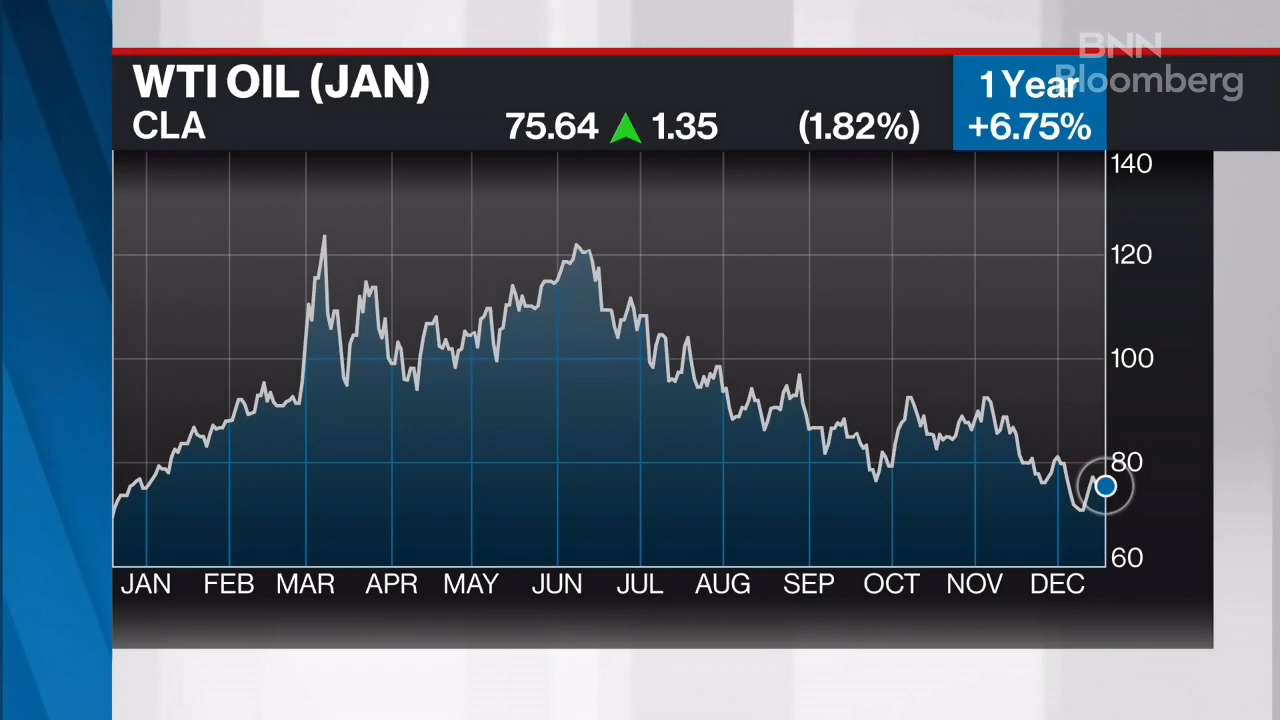 BNN
Bloomberg
WTI OIL (JAN)
CLA 75.64 1.35 (1.82%)
1 Year
+6.75%
140
120
100
80
60
JAN FEB MAR APR MAY JUN JUL AUG SEP OCT NOV DEC